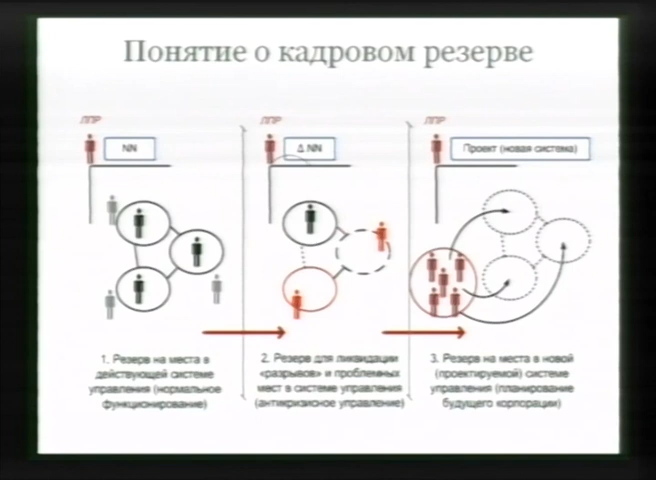 Понятие о кадровом резерве
ЛПР
NN
ЛПР
Δ NN
ЛПР
Проект (новая система)
1. Резерв на места в
действующей системе
управления (нормальное
функционирование)
2. Резерв для ликвидации
«разрывов» и проблемных
мест в системе управления
(антикризисное управление)
3. Резерв на места в новой
(проектируемой) системе
управления (планирование
будущего корпорации)